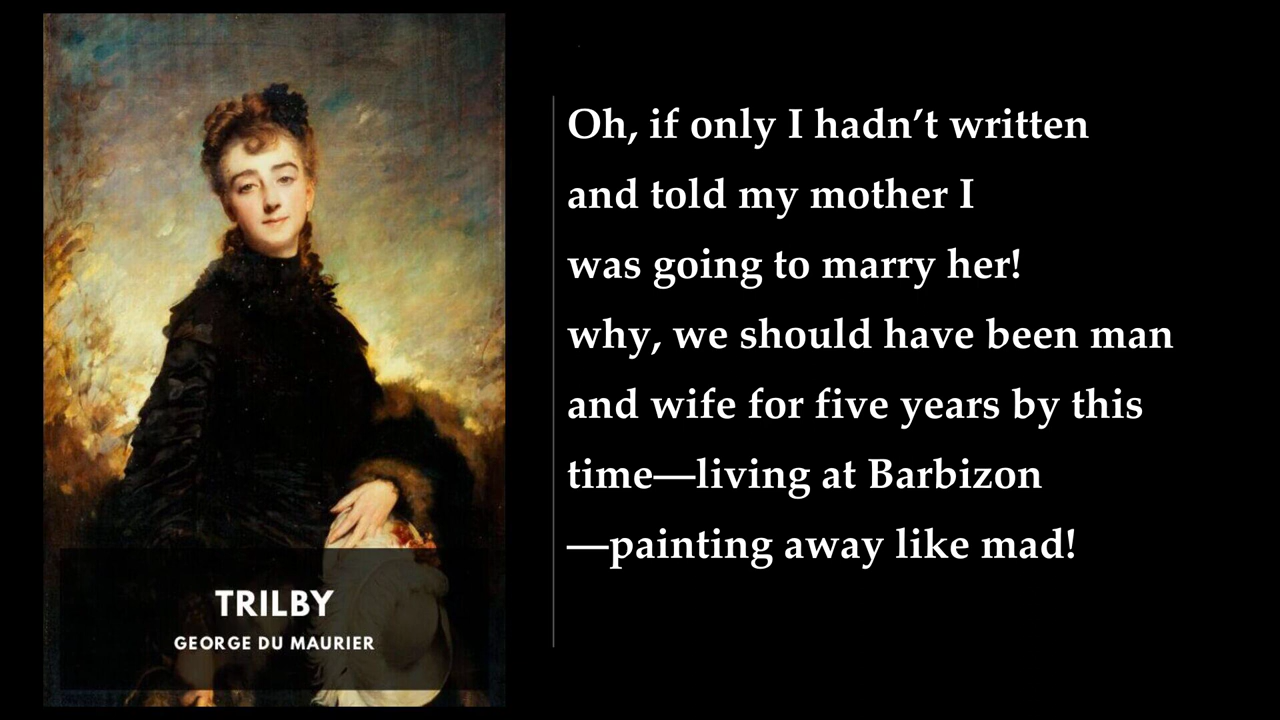 Oh, if only I hadn’t written
and told my mother I
was going to marry her!
why, we should have been man
and wife for five years by this
time—living at Barbizon
—painting away like mad!
TRILBY
GEORGE DU MAURIER